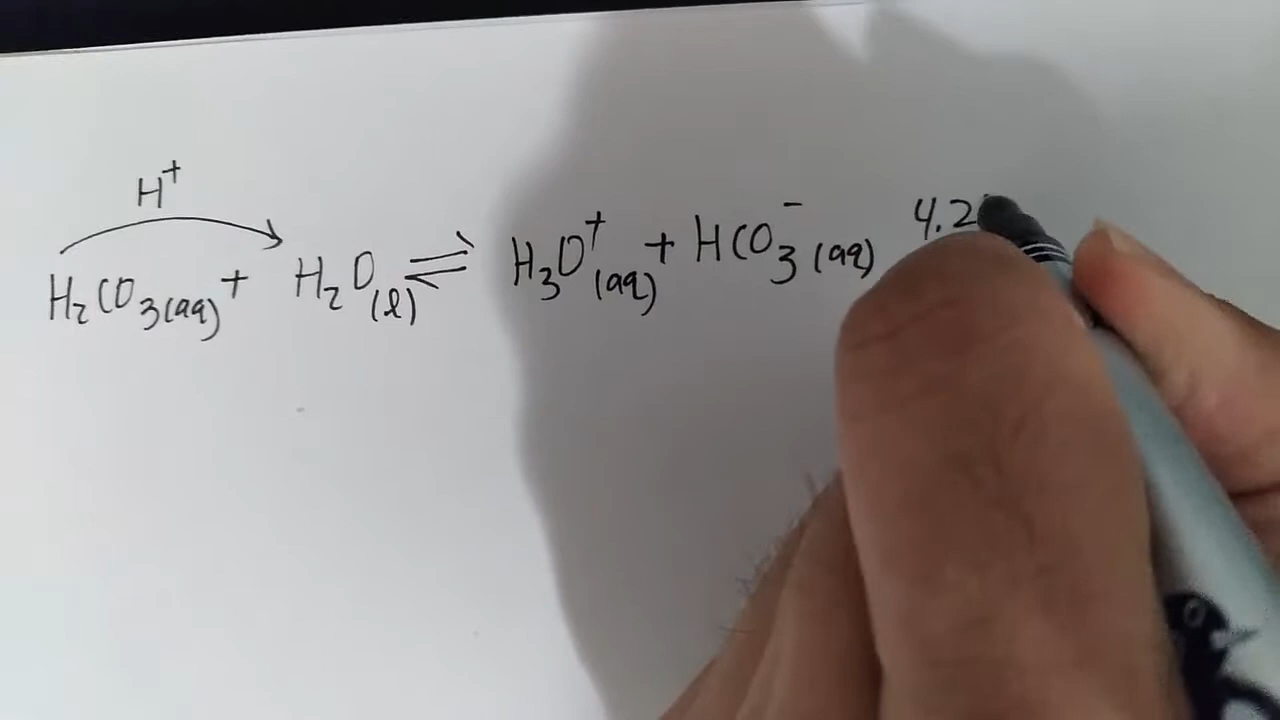 H⁺
H₂CO₃(aq) + H₂O(l) ⇌ H₃O⁺(aq) + HCO₃⁻(aq) 4.2